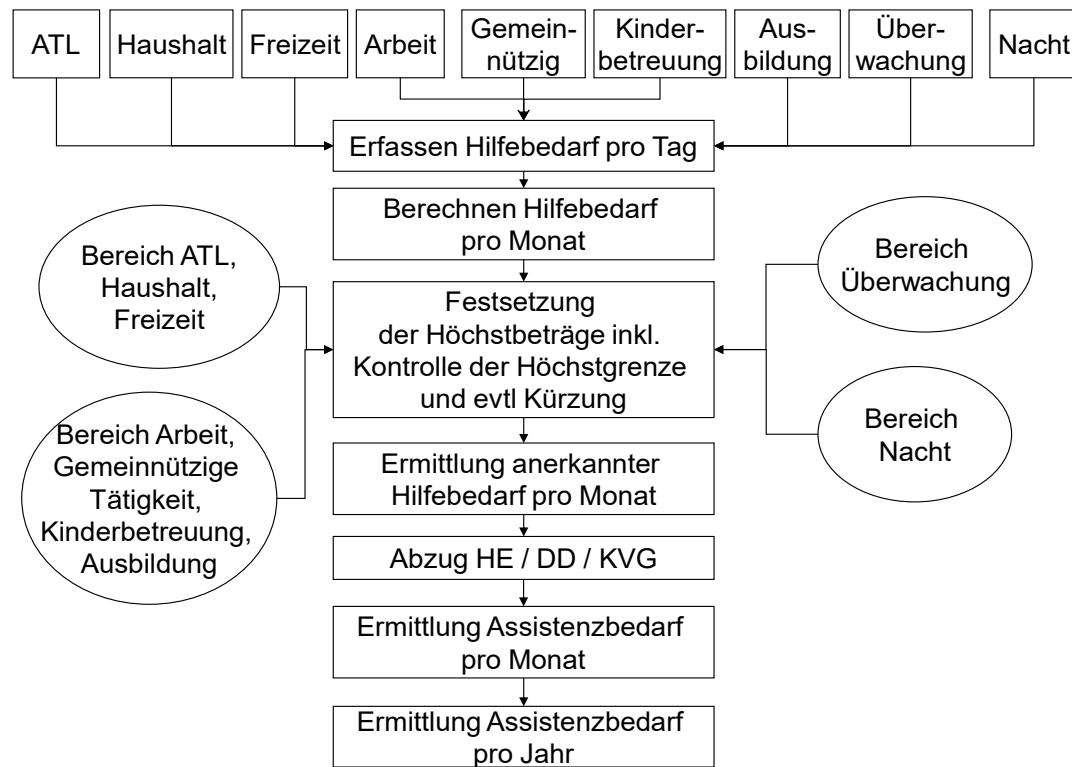 ATL
Haushalt
Freizeit
Arbeit
Gemein-
nützig
Kinder-
betreuung
Aus-
bildung
Über-
wachung
Nacht
Erfassen Hilfebedarf pro Tag
Berechnen Hilfebedarf
pro Monat
Bereich ATL,
Haushalt,
Freizeit
Bereich
Überwachung
Festsetzung
der Höchstbeträge inkl.
Kontrolle der Höchstgrenze
und evtl Kürzung
Bereich Arbeit,
Gemeinnützige
Tätigkeit,
Kinderbetreuung,
Ausbildung
Bereich
Nacht
Ermittlung anerkannter
Hilfebedarf pro Monat
Abzug HE / DD / KVG
Ermittlung Assistenzbedarf
pro Monat
Ermittlung Assistenzbedarf
pro Jahr